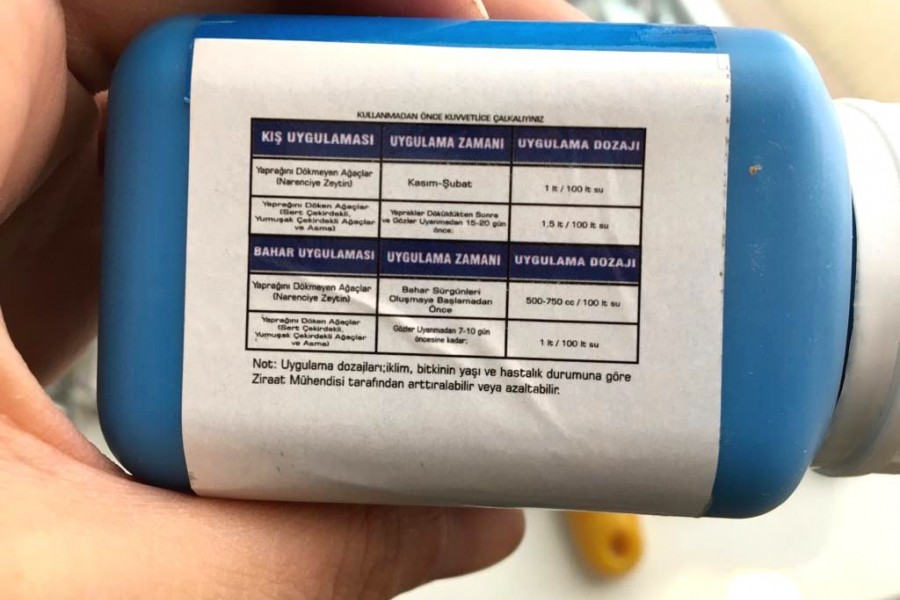 KULLANMADAN ÖNCE KUVVETLİCE ÇALKALIYINIZ
KIŞ UYGULAMASI UYGULAMA ZAMANI UYGULAMA DOZAJI
Yaprağını Dökmeyen Ağaçlar
(Narenciye Zeytin)
Kasım-Şubat
1 lt / 100 lt su
Yaprağını Döken Ağaçlar
(Sert Çekirdekli,
Yumuşak Çekirdekli Ağaçlar
ve Asma)
Yapraklar Döküldükten Sonra
ve Gözler Uyanmadan 15-20 gün
önce.
1,5 lt / 100 lt su
BAHAR UYGULAMASI UYGULAMA ZAMANI UYGULAMA DOZAJI
Yaprağını Dökmeyen Ağaçlar
(Narenciye Zeytin)
Bahar Sürgünleri
Oluşmaya Başlamadan
Önce
500-750 cc / 100 lt su
Yaprağını Döken Ağaçlar
(Sert Çekirdekli,
Yumuşak Çekirdekli Ağaçlar
ve Asma)
Gözler Uyanmadan 7-10 gün
öncesine kadar;
1 lt / 100 lt su
Not: Uygulama dozajları;iklim, bitkinin yaşı ve hastalık durumuna göre
Ziraat Mühendisi tarafından arttıralabilir veya azaltabilir.